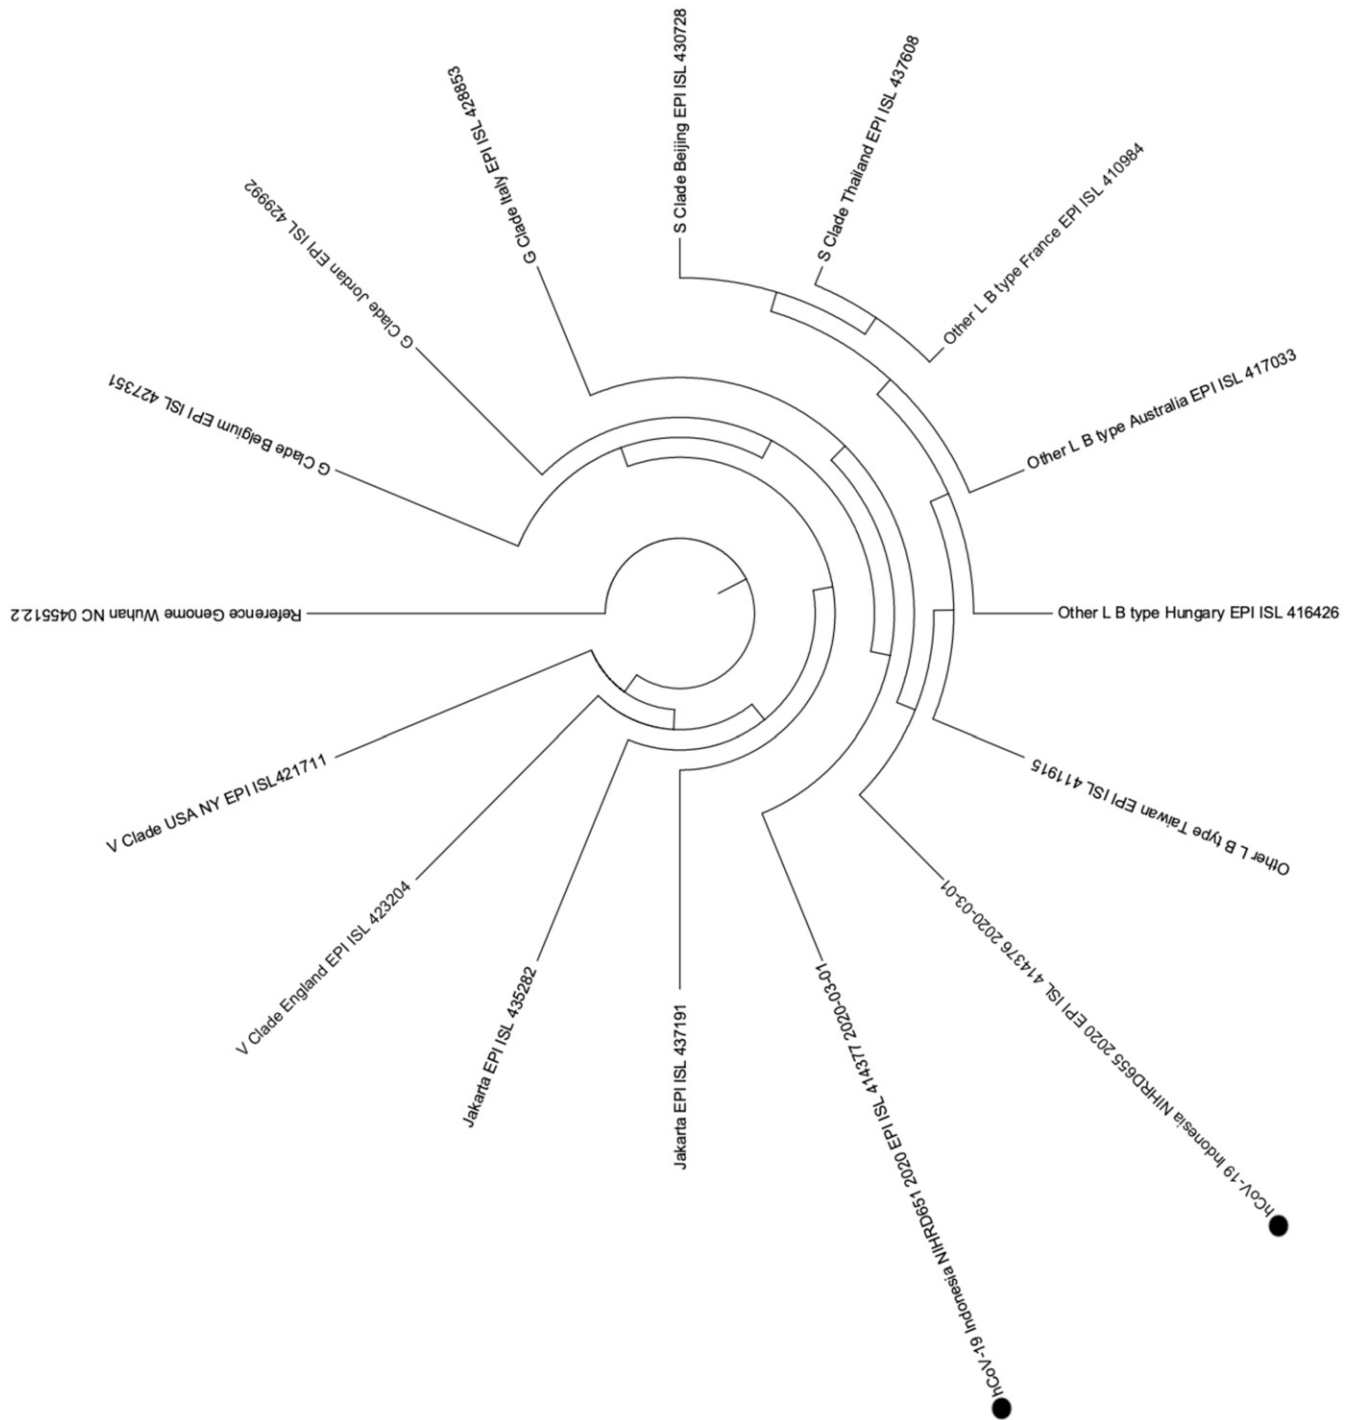 S Clade Beijing EPI ISL 430728
S Clade Thailand EPI ISL 437608
Other L B type France EPI ISL 410984
Other L B type Australia EPI ISL 417033
Other L B type Hungary EPI ISL 416426
Other L B type Taiwan EPI ISL 411915
hCoV-19 Indonesia NIHRD655 2020 EPI ISL 414376 2020-03-01
hCoV-19 Indonesia NIHRD651 2020 EPI ISL 414377 2020-03-01
Jakarta EPI ISL 437191
Jakarta EPI ISL 435282
V Clade England EPI ISL 423204
V Clade USA NY EPI ISL421711
Reference Genome Wuhan NC 045512 2
G Clade Belgium EPI ISL 427351
G Clade Jordan EPI ISL 429992
G Clade Italy EPI ISL 428853